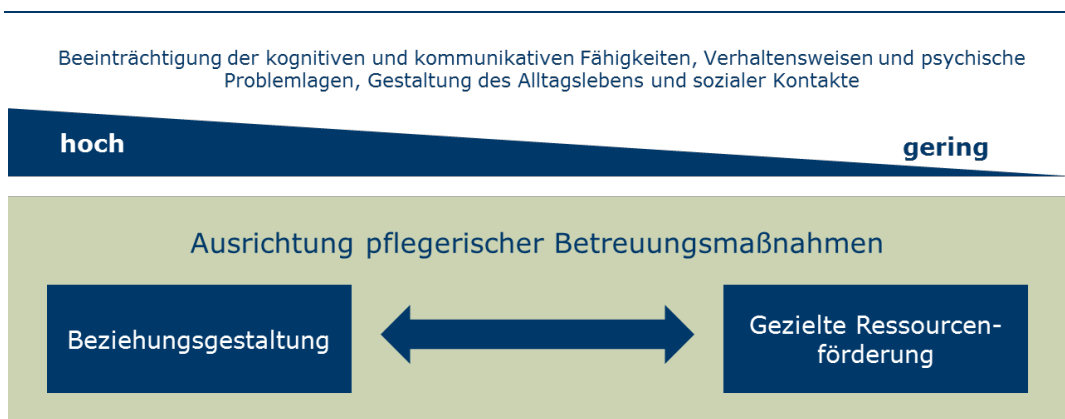 Beeinträchtigung der kognitiven und kommunikativen Fähigkeiten, Verhaltensweisen und psychische
Problemlagen, Gestaltung des Alltagslebens und sozialer Kontakte
hoch
gering
Ausrichtung pflegerischer Betreuungsmaßnahmen
Beziehungsgestaltung
Gezielte Ressourcen-
förderung